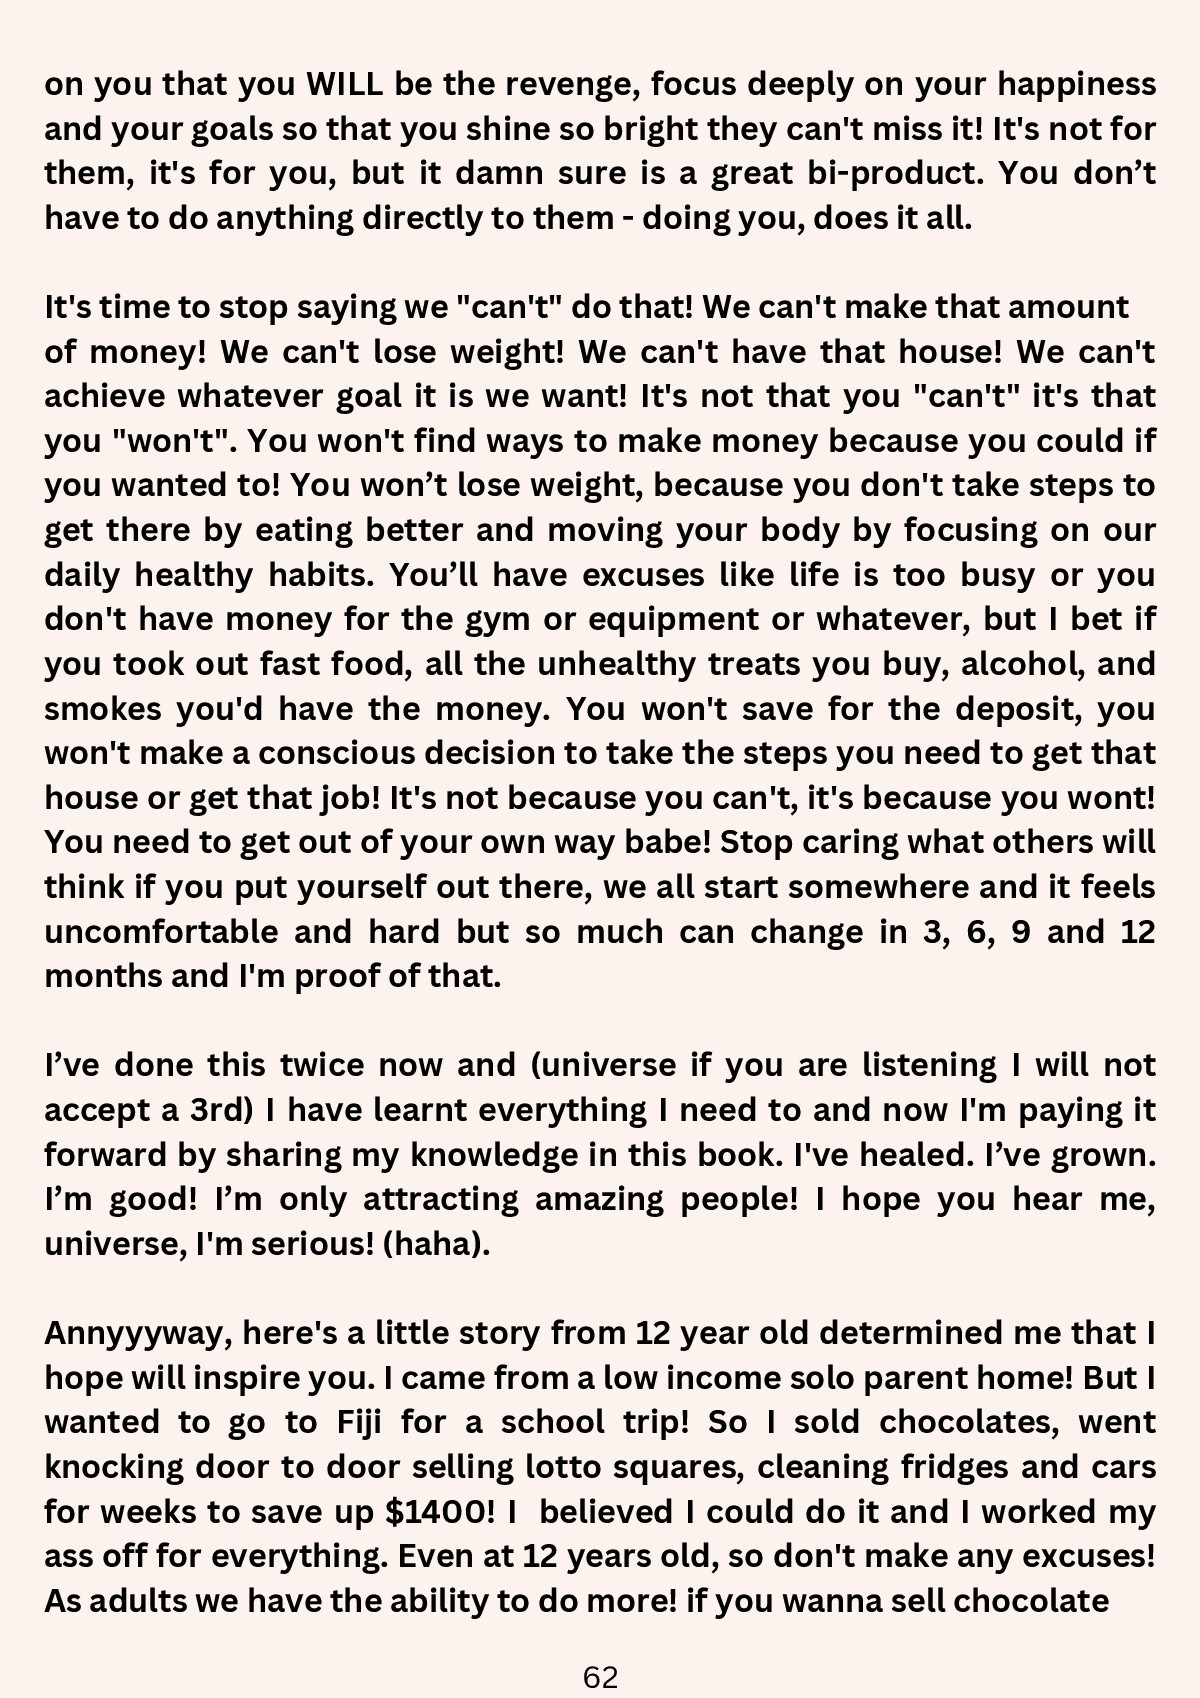 on you that you WILL be the revenge, focus deeply on your happiness
and your goals so that you shine so bright they can't miss it! It's not for
them, it's for you, but it damn sure is a great bi-product. You don’t
have to do anything directly to them - doing you, does it all.
It's time to stop saying we "can't" do that! We can't make that amount
of money! We can't lose weight! We can't have that house! We can't
achieve whatever goal it is we want! It's not that you "can't" it's that
you "won't". You won't find ways to make money because you could if
you wanted to! You won’t lose weight, because you don't take steps to
get there by eating better and moving your body by focusing on our
daily healthy habits. You’ll have excuses like life is too busy or you
don't have money for the gym or equipment or whatever, but I bet if
you took out fast food, all the unhealthy treats you buy, alcohol, and
smokes you'd have the money. You won't save for the deposit, you
won't make a conscious decision to take the steps you need to get that
house or get that job! It's not because you can't, it's because you wont!
You need to get out of your own way babe! Stop caring what others will
think if you put yourself out there, we all start somewhere and it feels
uncomfortable and hard but so much can change in 3, 6, 9 and 12
months and I'm proof of that.
I’ve done this twice now and (universe if you are listening I will not
accept a 3rd) I have learnt everything I need to and now I'm paying it
forward by sharing my knowledge in this book. I've healed. I’ve grown.
I’m good! I’m only attracting amazing people! I hope you hear me,
universe, I'm serious! (haha).
Annyyyway, here's a little story from 12 year old determined me that I
hope will inspire you. I came from a low income solo parent home! But I
wanted to go to Fiji for a school trip! So I sold chocolates, went
knocking door to door selling lotto squares, cleaning fridges and cars
for weeks to save up $1400! I  believed I could do it and I worked my
ass off for everything. Even at 12 years old, so don't make any excuses!
As adults we have the ability to do more! if you wanna sell chocolate
62